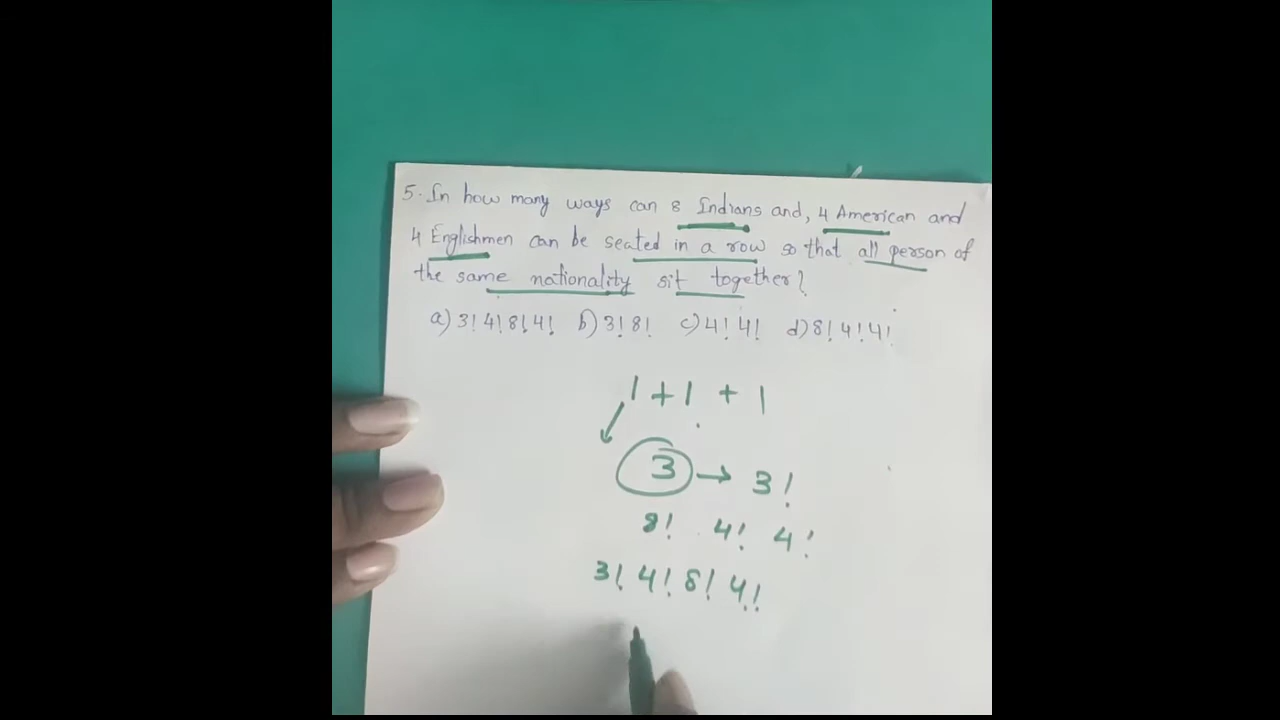 5. In how many ways can 8 Indians and, 4 American and
4 Englishmen can be seated in a row so that all person of
the same nationality sit together?
a) 3! 4! 8! 4! b) 3! 8! c) 4! 4! d) 8! 4! 4!
1 + 1 + 1
3 → 3!
8! 4! 4!
3! 4! 8! 4!